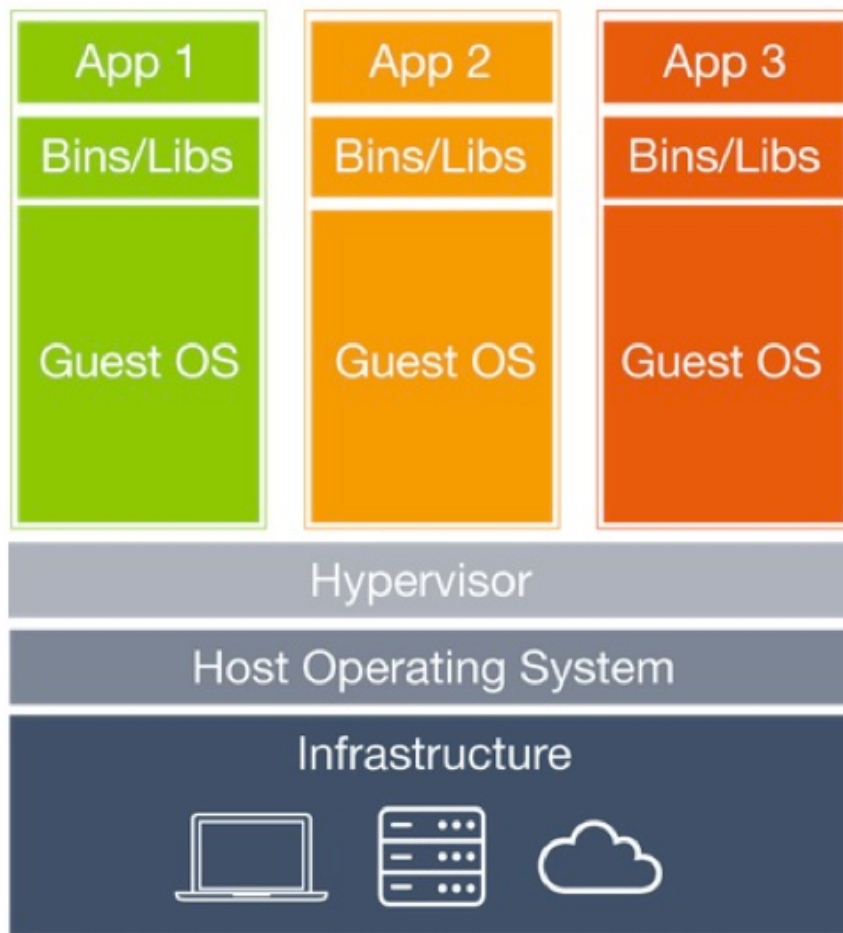 App 1
App 2
App 3
Bins/Libs
Bins/Libs
Bins/Libs
Guest OS
Guest OS
Guest OS
Hypervisor
Host Operating System
Infrastructure